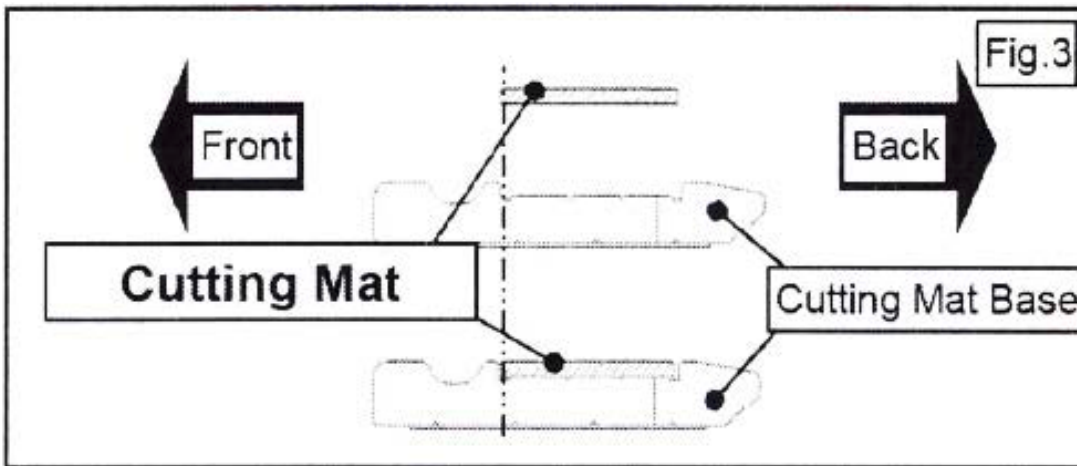 Fig.3
Front
Back
Cutting Mat
Cutting Mat Base